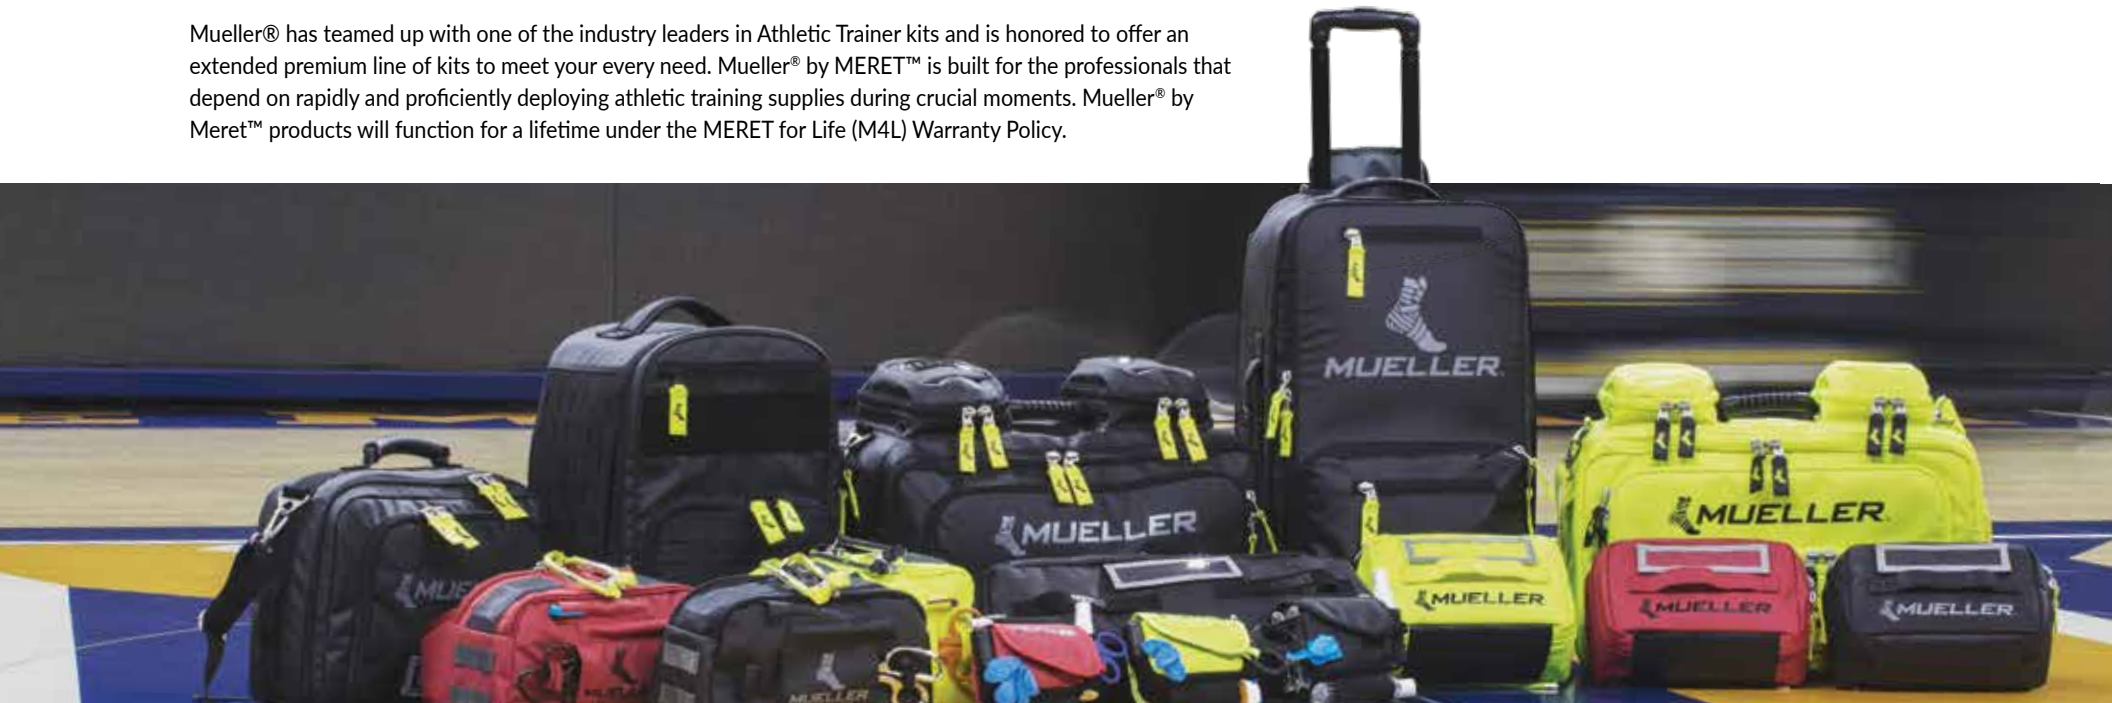 Mueller® has teamed up with one of the industry leaders in Athletic Trainer kits and is honored to offer an
extended premium line of kits to meet your every need. Mueller® by MERET™ is built for the professionals that
depend on rapidly and proficiently deploying athletic training supplies during crucial moments. Mueller® by
Meret™ products will function for a lifetime under the MERET for Life (M4L) Warranty Policy.
MUELLER
MUELLER
MUELLER
MUE
MUELLER
MUELLER
MUELLER
MUELLE
MUELLER